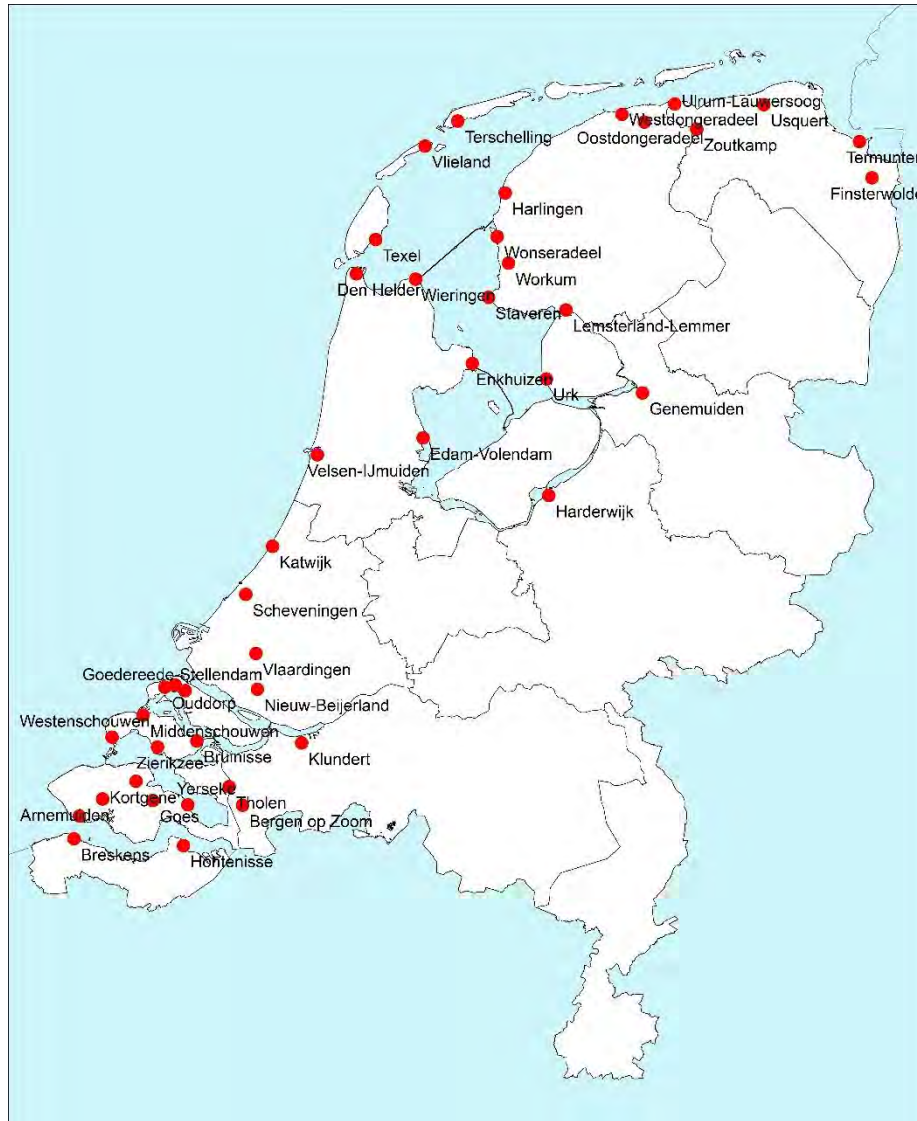 Ulrum-Lauwersoog
Westdongeradeel
Usquert
Terschelling
Oostdongeradeel
Zoutkamp
Vlieland
Termunten
Finsterwolde
Harlingen
Texel
Wonseradeel
Workum
Den Helder
Wieringen
Staveren
Lemsterland-Lemmer
Enkhuizen
Urk
Genemuiden
Edam-Volendam
Velsen-IJmuiden
Harderwijk
Katwijk
Scheveningen
Vlaardingen
Goedereede-Stellendam
Ouddorp
Nieuw-Beijerland
Westenschouwen
Middenschouwen
Bruinisse
Klundert
Zierikzee
Yerseke
Kortgene
Tholen
Arnemuiden
Goes
Bergen op Zoom
Breskens
Hontenisse